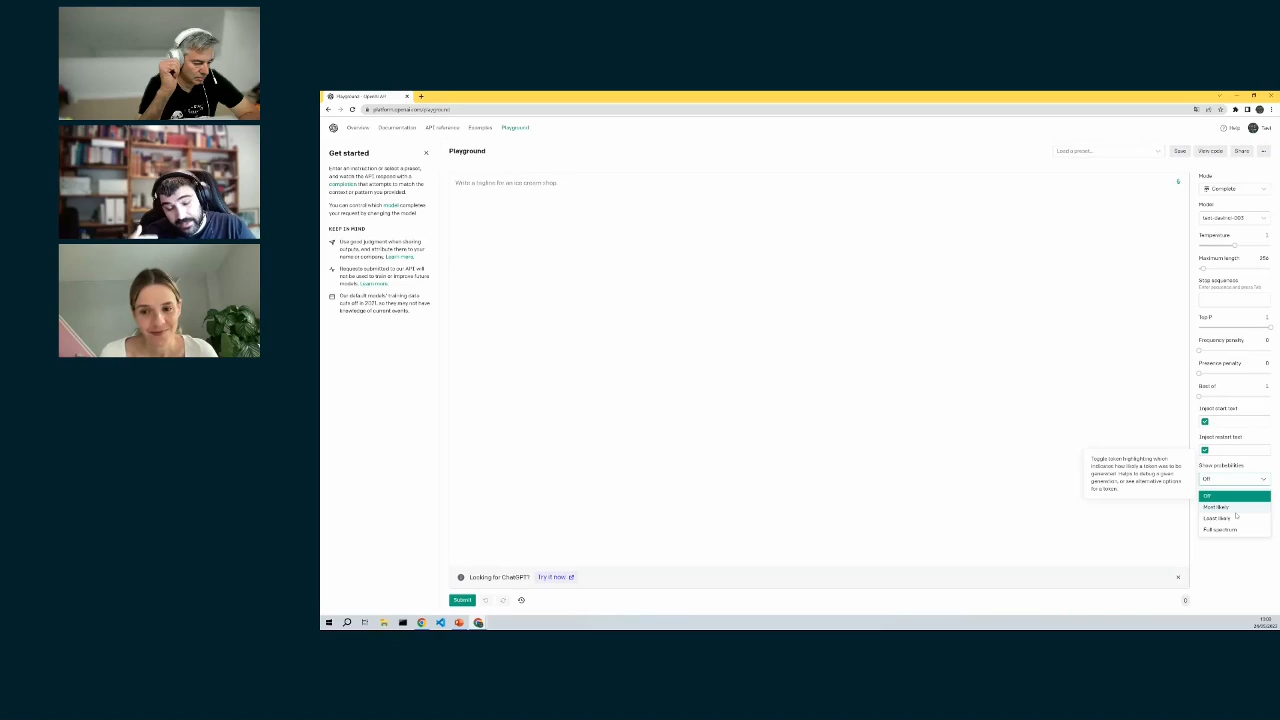 Playground - OpenAI API
platform.openai.com/playground
Overview Documentation API reference Examples Playground
Help Tavi
Get started
Playground
Load a preset...
Save View code Share ...
Enter an instruction or select a preset,
and watch the API respond with a
completion that attempts to match the
context or pattern you provided.
You can control which model completes
your request by changing the model.
KEEP IN MIND
Use good judgment when sharing
outputs, and attribute them to your
name or company. Learn more.
Requests submitted to our API will
not be used to train or improve future
models. Learn more.
Our default models' training data
cuts off in 2021, so they may not have
knowledge of current events.
Write a tagline for an ice cream shop.
Mode
Complete
Model
text-davinci-003
Temperature 1
Maximum length 256
Stop sequences
Enter sequence and press Tab
Top P 1
Frequency penalty 0
Presence penalty 0
Best of 1
Inject start text
Inject restart text
Show probabilities
Off
Off
Most likely
Least likely
Full spectrum
Toggle token highlighting which
indicates how likely a token was to be
generated. Helps to debug a given
generation, or see alternative options
for a token.
Looking for ChatGPT? Try it now
Submit
0